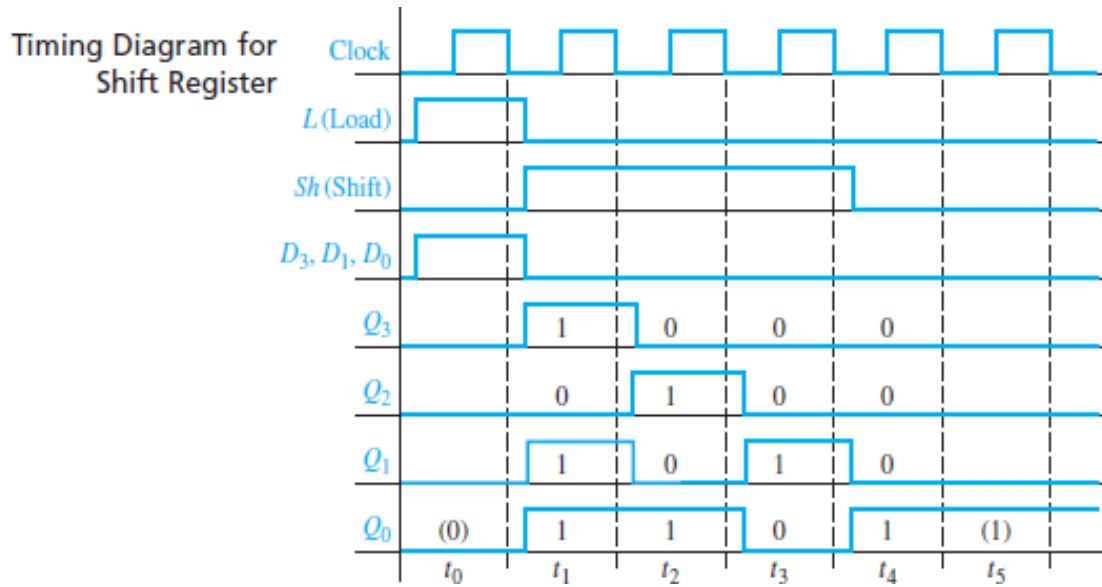 Timing Diagram for
Shift Register
Clock
L (Load)
Sh (Shift)
D₃, D₁, D₀
Q₃ 1 0 0 0
Q₂ 0 1 0 0
Q₁ 1 0 1 0
Q₀ (0) 1 1 0 1 (1)
t₀ t₁ t₂ t₃ t₄ t₅